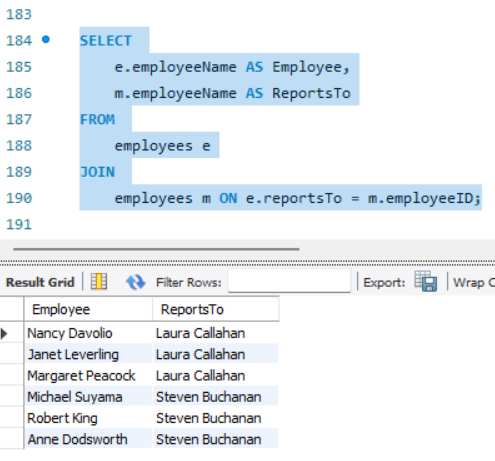 183
184 SELECT
185 e.employeeName AS Employee,
186 m.employeeName AS ReportsTo
187 FROM
188 employees e
189 JOIN
190 employees m ON e.reportsTo = m.employeeID;
191
Result Grid Filter Rows: Export: Wrap C
Employee ReportsTo
Nancy Davolio Laura Callahan
Janet Leverling Laura Callahan
Margaret Peacock Laura Callahan
Michael Suyama Steven Buchanan
Robert King Steven Buchanan
Anne Dodsworth Steven Buchanan